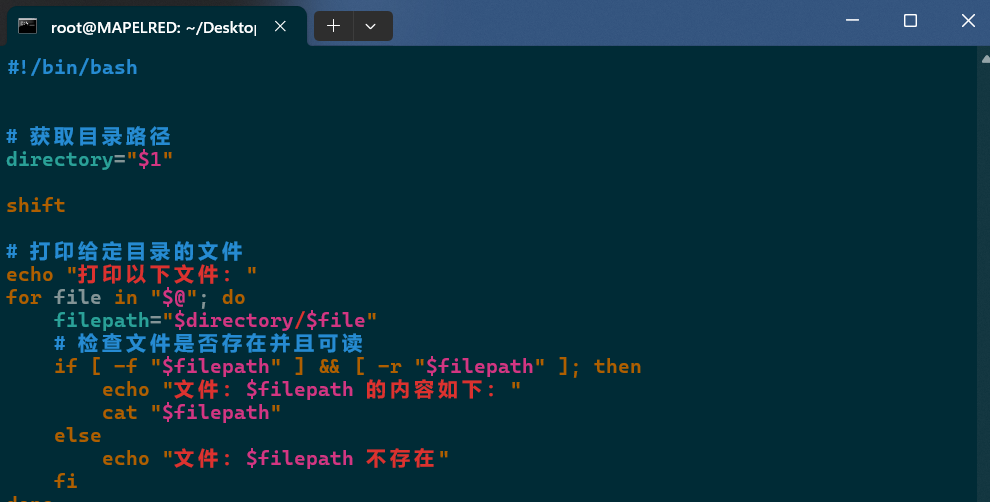 root@MAPELRED: ~/Desktop
#!/bin/bash
# 获取目录路径
directory="$1"
shift
# 打印给定目录的文件
echo "打印以下文件："
for file in "$@"; do
    filepath="$directory/$file"
    # 检查文件是否存在并且可读
    if [ -f "$filepath" ] && [ -r "$filepath" ]; then
        echo "文件：$filepath 的内容如下："
        cat "$filepath"
    else
        echo "文件：$filepath 不存在"
    fi